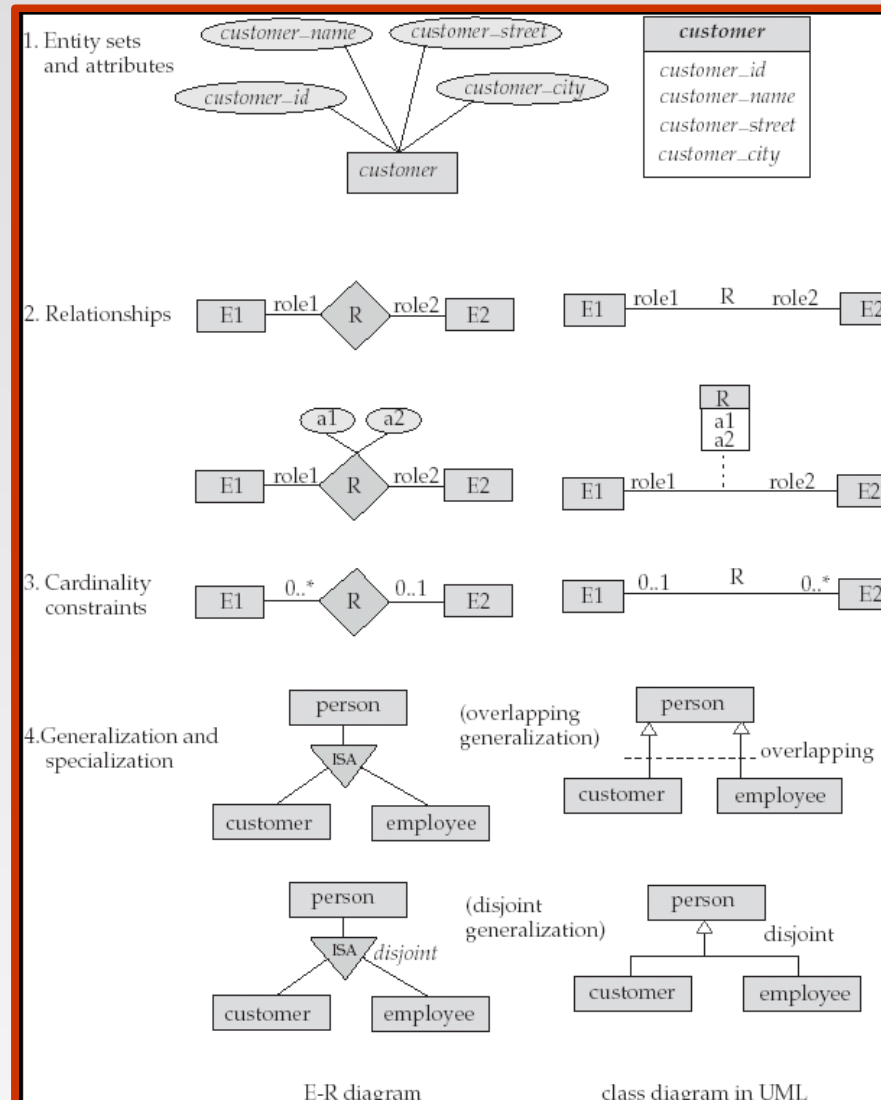 1. Entity sets
and attributes
customer_name
customer_street
customer_id
customer_city
customer
customer
customer_id
customer_name
customer_street
customer_city
2. Relationships
E1 role1 R role2 E2
E1 role1 R role2 E2
a1 a2
E1 role1 R role2 E2
R
a1
a2
E1 role1 role2 E2
3. Cardinality
constraints
E1 0..* R 0..1 E2
E1 0..1 R 0..* E2
4.Generalization and
specialization
person
ISA
customer employee
(overlapping
generalization)
person
overlapping
customer employee
person
ISA disjoint
customer employee
(disjoint
generalization)
person
disjoint
customer employee
E-R diagram
class diagram in UML